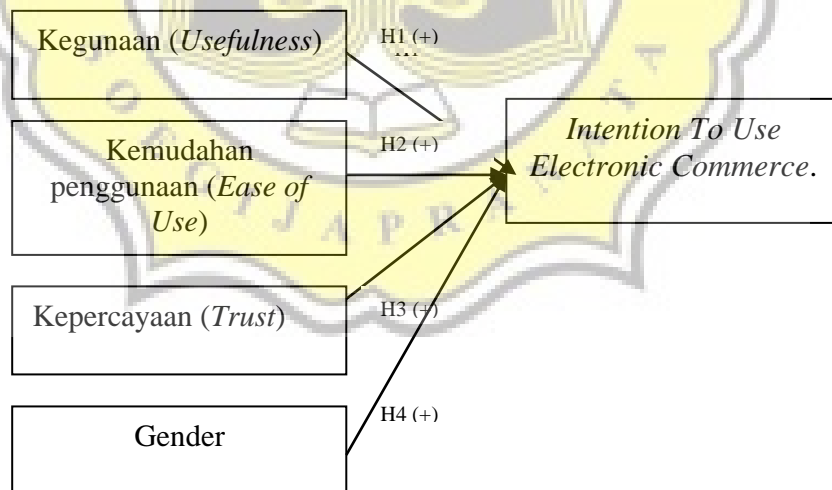 Kegunaan (Usefulness)
H1 (+)
...
Kemudahan
penggunaan (Ease of
Use)
H2 (+)
Intention To Use
Electronic Commerce.
Kepercayaan (Trust)
H3 (+)
Gender
H4 (+)
SOEGIJAPRANATA